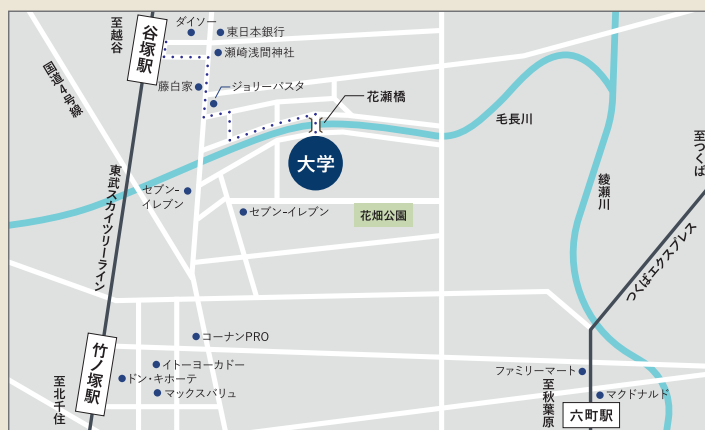 至越谷
谷塚駅
ダイソー
東日本銀行
瀬崎浅間神社
国道4号線
藤白家
ジョリーパスタ
花瀬橋
毛長川
大学
至つくば
東武スカイツリーライン
セブン-
イレブン
綾瀬川
セブン-イレブン
花畑公園
つくばエクスプレス
コーナンPRO
竹ノ塚駅
イトーヨーカドー
ドン・キホーテ
マックスバリュ
至北千住
ファミリーマート
至秋葉原
マクドナルド
六町駅